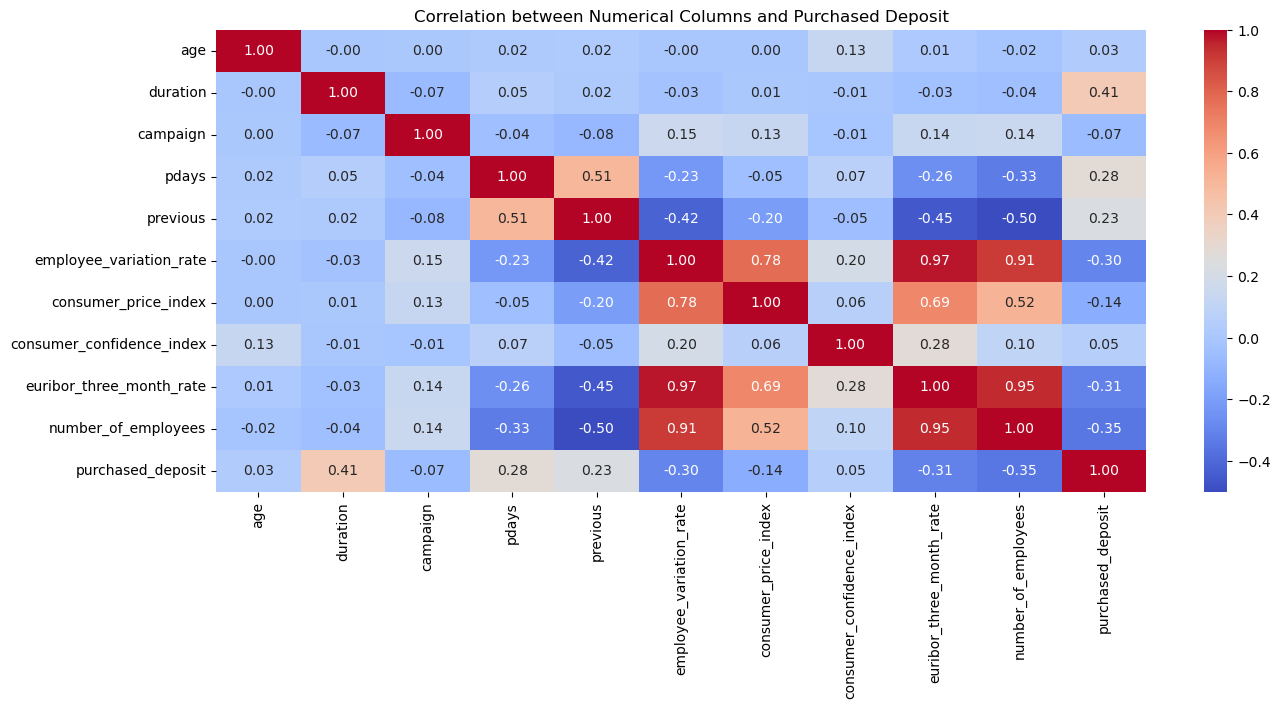 Correlation between Numerical Columns and Purchased Deposit
age 1.00 -0.00 0.00 0.02 0.02 -0.00 0.00 0.13 0.01 -0.02 0.03
duration -0.00 1.00 -0.07 0.05 0.02 -0.03 0.01 -0.01 -0.03 -0.04 0.41
campaign 0.00 -0.07 1.00 -0.04 -0.08 0.15 0.13 -0.01 0.14 0.14 -0.07
pdays 0.02 0.05 -0.04 1.00 0.51 -0.23 -0.05 0.07 -0.26 -0.33 0.28
previous 0.02 0.02 -0.08 0.51 1.00 -0.42 -0.20 -0.05 -0.45 -0.50 0.23
employee_variation_rate -0.00 -0.03 0.15 -0.23 -0.42 1.00 0.78 0.20 0.97 0.91 -0.30
consumer_price_index 0.00 0.01 0.13 -0.05 -0.20 0.78 1.00 0.06 0.69 0.52 -0.14
consumer_confidence_index 0.13 -0.01 -0.01 0.07 -0.05 0.20 0.06 1.00 0.28 0.10 0.05
euribor_three_month_rate 0.01 -0.03 0.14 -0.26 -0.45 0.97 0.69 0.28 1.00 0.95 -0.31
number_of_employees -0.02 -0.04 0.14 -0.33 -0.50 0.91 0.52 0.10 0.95 1.00 -0.35
purchased_deposit 0.03 0.41 -0.07 0.28 0.23 -0.30 -0.14 0.05 -0.31 -0.35 1.00
age
duration
campaign
pdays
previous
employee_variation_rate
consumer_price_index
consumer_confidence_index
euribor_three_month_rate
number_of_employees
purchased_deposit
1.0
0.8
0.6
0.4
0.2
0.0
−0.2
−0.4